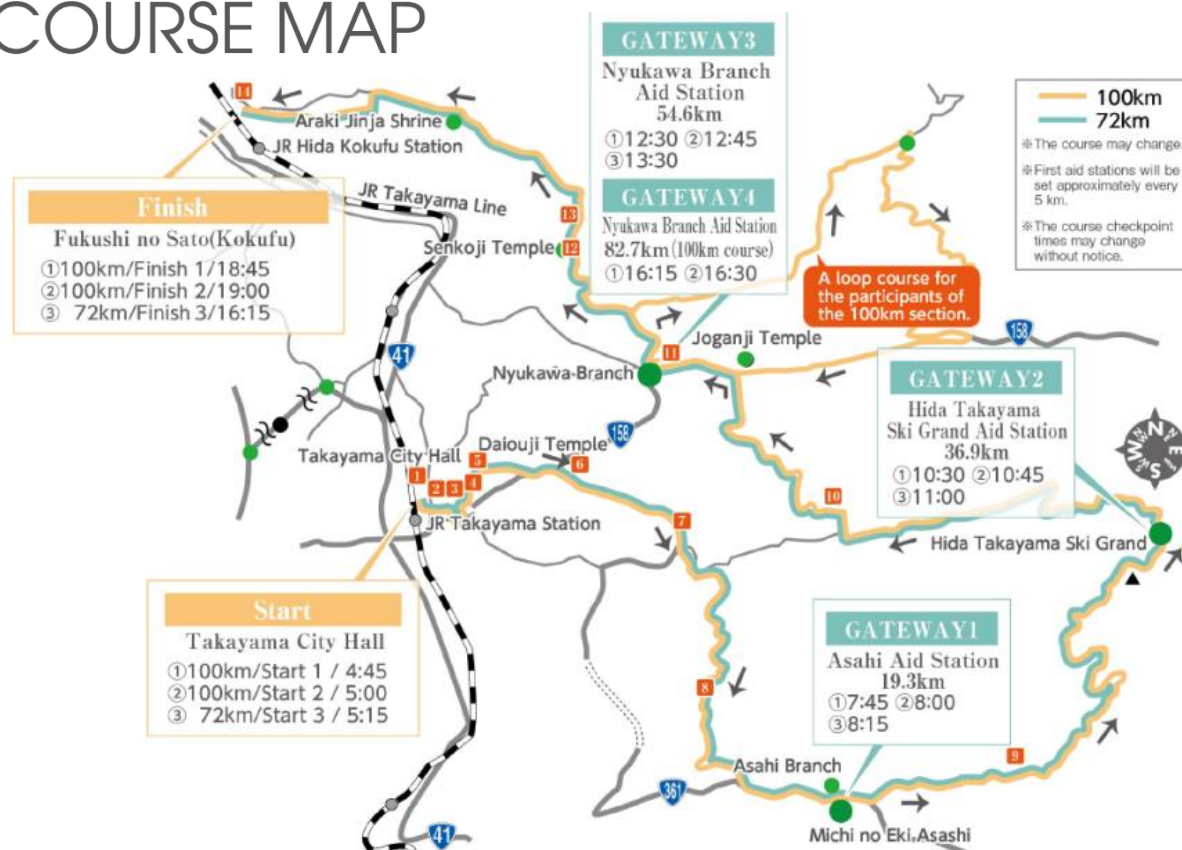 COURSE MAP
GATEWAY3
Nyukawa Branch
Aid Station
54.6km
①12:30 ②12:45
③13:30
GATEWAY4
Nyukawa Branch Aid Station
82.7km(100km course)
①16:15 ②16:30
100km
72km
※The course may change.
※First aid stations will be
set approximately every
5 km.
※The course checkpoint
times may change
without notice.
14
Araki Jinja Shrine
JR Hida Kokufu Station
JR Takayama Line
Finish
Fukushi no Sato(Kokufu)
①100km/Finish 1/18:45
②100km/Finish 2/19:00
③ 72km/Finish 3/16:15
13
Senkoji Temple
12
A loop course for
the participants of
the 100km section.
158
41
11
Joganji Temple
Nyukawa-Branch
GATEWAY2
Hida Takayama
Ski Grand Aid Station
36.9km
①10:30 ②10:45
③11:00
N
E
S
W
158
Daiouji Temple
Takayama City Hall
1
2
3
4
5
6
JR Takayama Station
7
10
Hida Takayama Ski Grand
Start
Takayama City Hall
①100km/Start 1 / 4:45
②100km/Start 2 / 5:00
③ 72km/Start 3 / 5:15
GATEWAY1
Asahi Aid Station
19.3km
①7:45 ②8:00
③8:15
8
9
Asahi Branch
361
Michi no Eki.Asashi
41